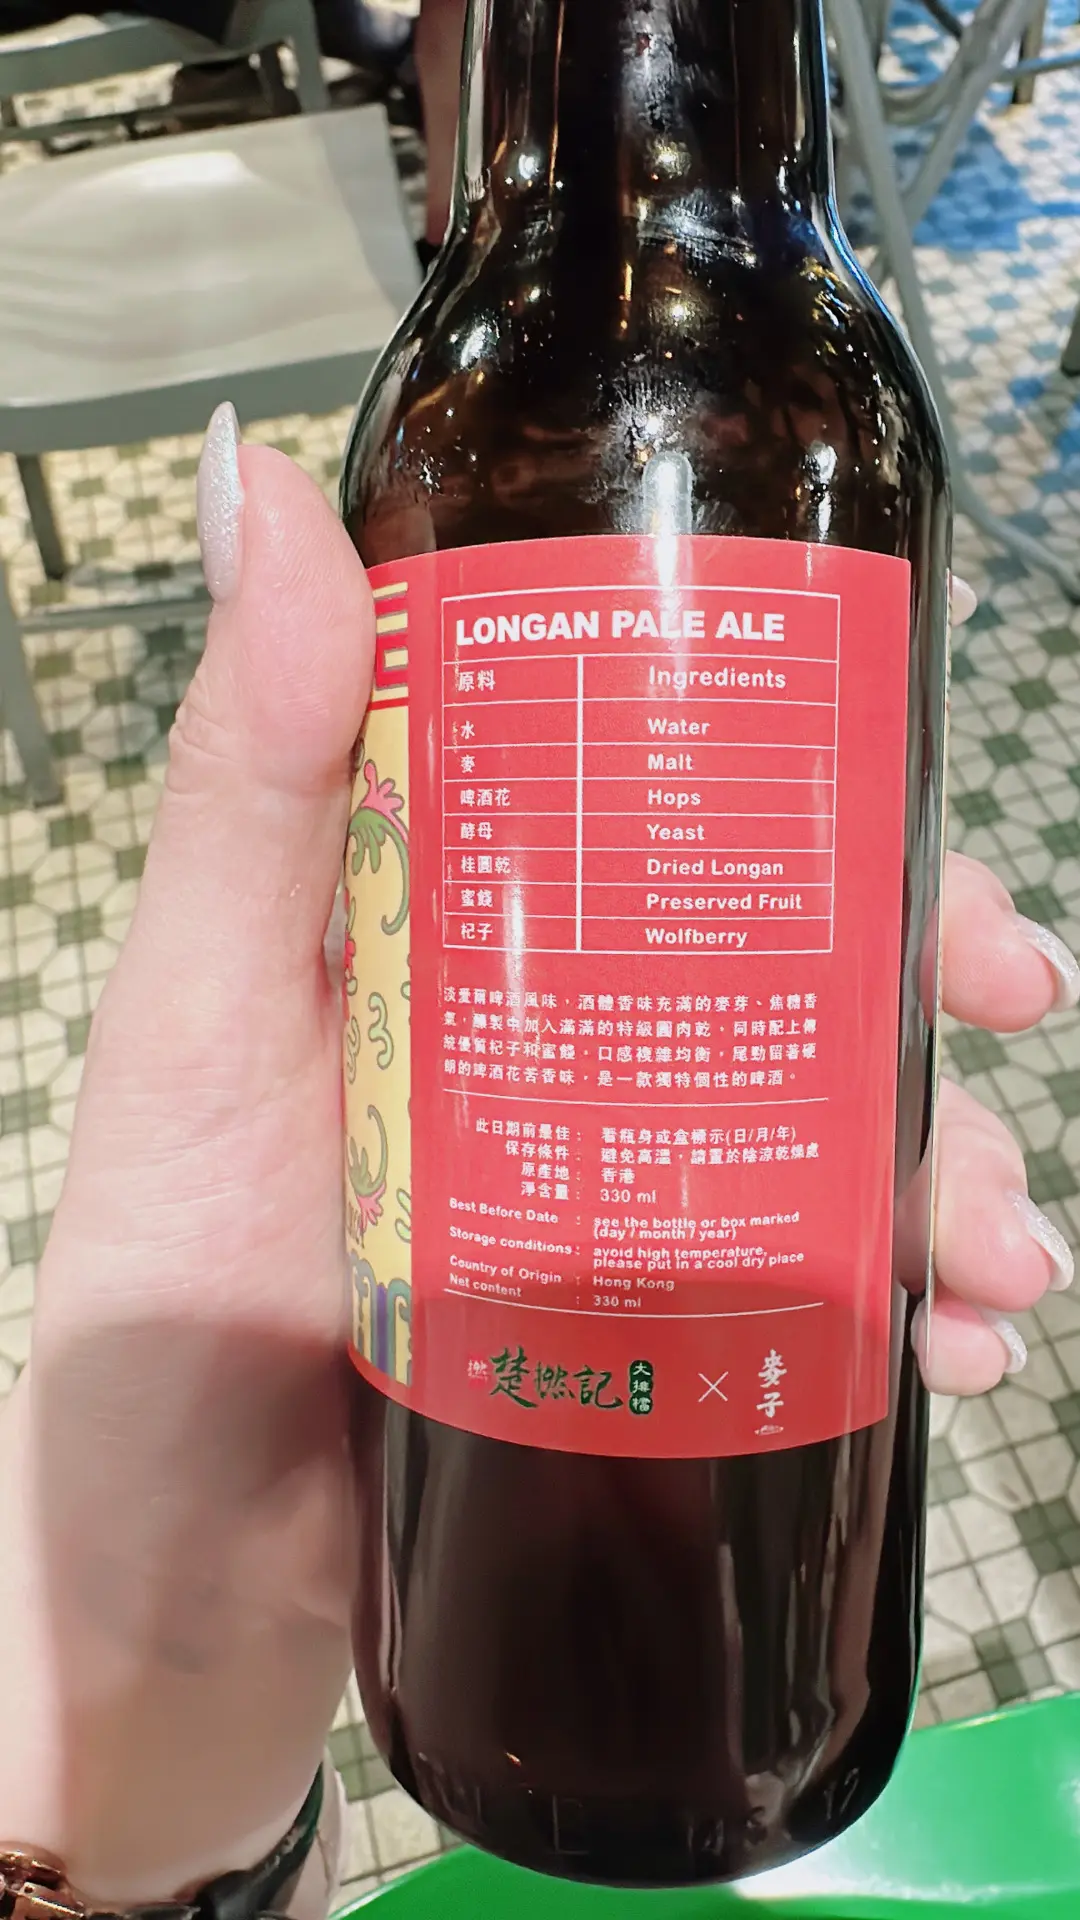 LONGAN PALE ALE
原料 Ingredients
水 Water
麥 Malt
啤酒花 Hops
酵母 Yeast
桂圓乾 Dried Longan
蜜餞 Preserved Fruit
杞子 Wolfberry
淡愛爾啤酒風味，酒體香味充滿的麥芽、焦糖香
氣，釀製中加入滿滿的特級圓肉乾，同時配上傳
統優質杞子和蜜餞，口感複雜均衡，尾勁留著硬
朗的啤酒花苦香味，是一款獨特個性的啤酒。
此日期前最佳： 看瓶身或盒標示(日/月/年)
保存條件： 避免高溫，請置於陰涼乾燥處
原產地： 香港
淨含量： 330 ml
Best Before Date : see the bottle or box marked
(day / month / year)
Storage conditions : avoid high temperature,
please put in a cool dry place
Country of Origin : Hong Kong
Net content : 330 ml
楚撚記 大排檔 × 麥子